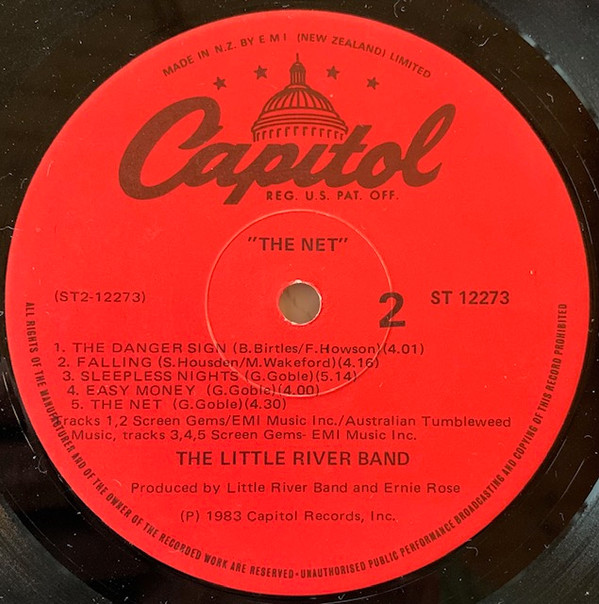 MADE IN N.Z. BY E M I (NEW ZEALAND) LIMITED
Capitol
REG. U.S. PAT. OFF.
"THE NET"
(ST2-12273)
2
ST 12273
1. THE DANGER SIGN (B.Birtles/F.Howson)(4.01)
2. FALLING (S.Housden/M.Wakeford)(4.16)
3. SLEEPLESS NIGHTS (G.Goble)(5.14)
4. EASY MONEY (G.Goble)(4.00)
5. THE NET (G.Goble)(4.30)
Tracks 1,2 Screen Gems/EMI Music Inc./Australian Tumbleweed
Music, tracks 3,4,5 Screen Gems- EMI Music Inc.
THE LITTLE RIVER BAND
Produced by Little River Band and Ernie Rose
(P) 1983 Capitol Records, Inc.
ALL RIGHTS OF THE MANUFACTURER AND OF THE OWNER OF THE RECORDED WORK ARE RESERVED-UNAUTHORISED PUBLIC PERFORMANCE BROADCASTING AND COPYING OF THIS RECORD PROHIBITED